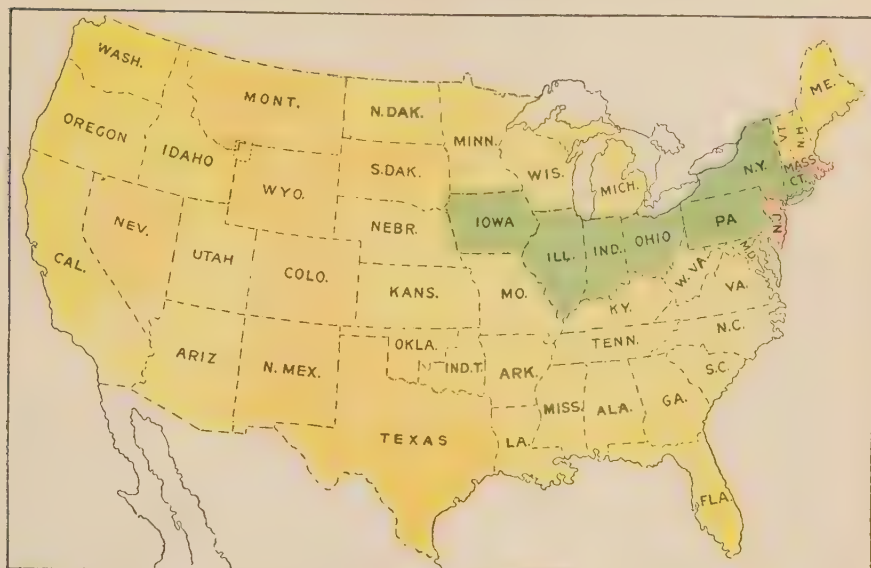 WASH.
MONT.
N.DAK.
MINN.
ME.
OREGON
IDAHO
WYO.
S.DAK.
WIS.
MICH.
N.Y.
VT.
N.H.
MASS
CT.
NEV.
UTAH
COLO.
NEBR.
IOWA
ILL.
IND.
OHIO
PA
N.J.
CAL.
KANS.
MO.
KY.
W.VA.
MD.
VA.
ARIZ
N.MEX.
OKLA.
IND.T.
ARK.
TENN.
N.C.
S.C.
TEXAS
LA.
MISS.
ALA.
GA.
FLA.